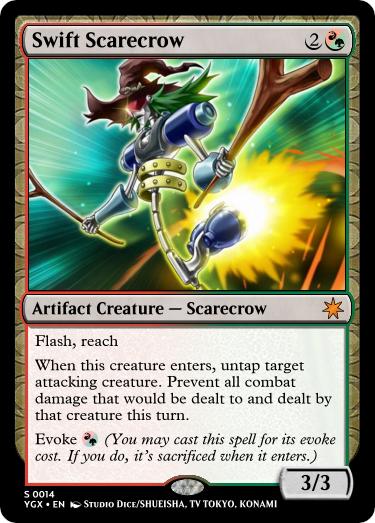 Swift Scarecrow 2
Artifact Creature — Scarecrow
Flash, reach
When this creature enters, untap target
attacking creature. Prevent all combat
damage that would be dealt to and dealt by
that creature this turn.
Evoke (You may cast this spell for its evoke
cost. If you do, it's sacrificed when it enters.)
3/3
S 0014
YGX • EN Studio Dice/SHUEISHA, TV TOKYO, KONAMI